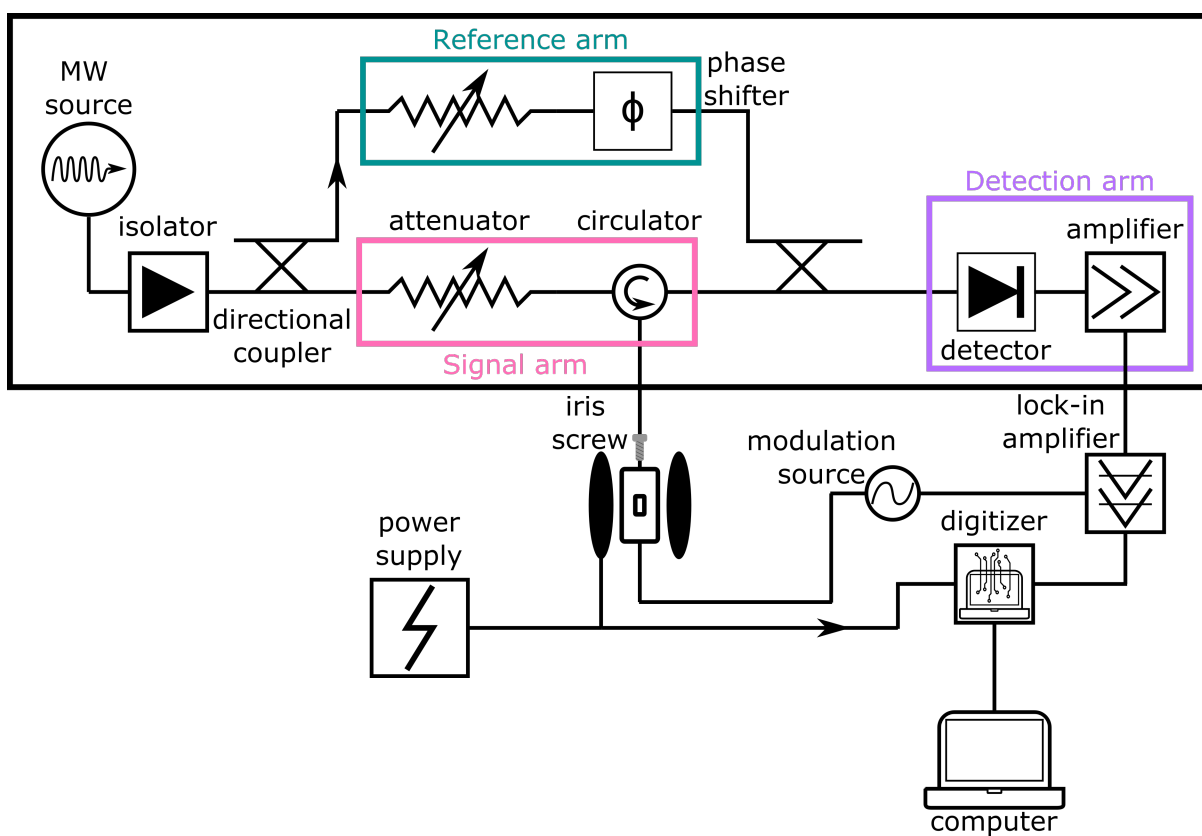 Reference arm
MW
source
phase
shifter
ϕ
isolator
attenuator
circulator
Detection arm
amplifier
directional
coupler
detector
Signal arm
iris
screw
lock-in
amplifier
modulation
source
power
supply
digitizer
computer